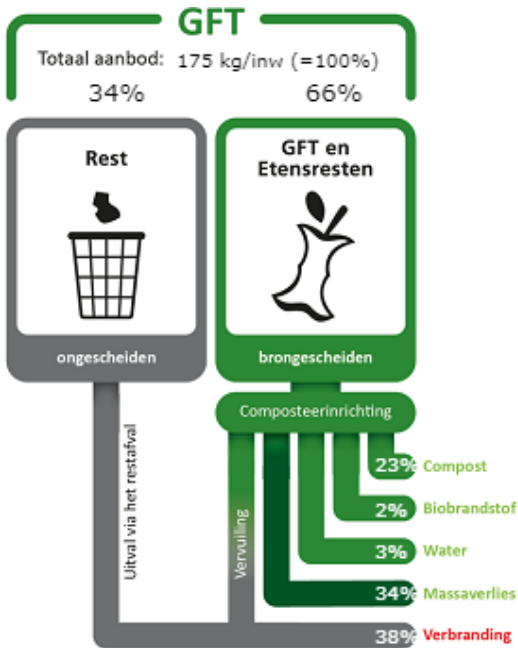 GFT
Totaal aanbod: 175 kg/inw (=100%)
34% 66%
Rest
GFT en
Etensresten
ongescheiden
brongescheiden
Composteerinrichting
Uitval via het restafval
Vervuiling
23% Compost
2% Biobrandstof
3% Water
34% Massaverlies
38% Verbranding